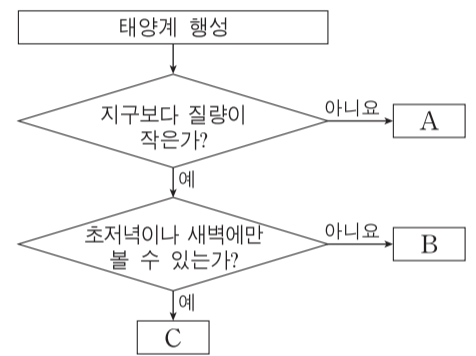 태양계 행성
지구보다 질량이
작은가?
아니요
A
예
초저녁이나 새벽에만
볼 수 있는가?
아니요
B
예
C